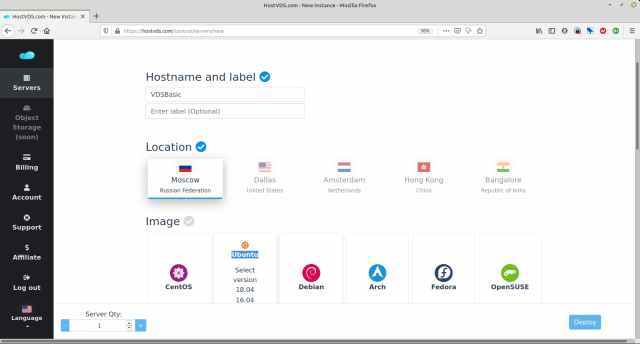 HostVDS.com - New Instance - Mozilla Firefox
HostVDS.com - New Instan
https://hostvds.com/control/servers/new
90%
Servers
Object
Storage
(soon)
Billing
Account
Support
Affiliate
Log out
Language
Hostname and label
VDSBasic
Enter label (Optional)
Location
Moscow
Russian Federation
Dallas
United States
Amsterdam
Netherlands
Hong Kong
China
Bangalore
Republic of India
Image
CentOS
Ubuntu
Select
version
18.04
16.04
Debian
Arch
Fedora
OpenSUSE
Server Qty:
- 1 +
Deploy